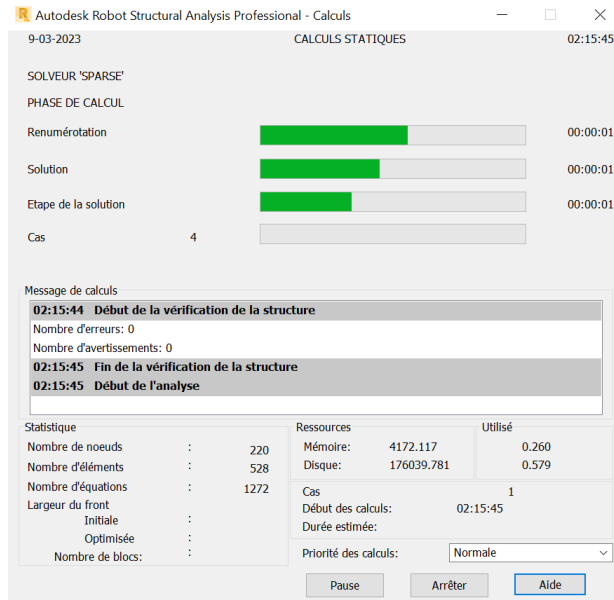 Autodesk Robot Structural Analysis Professional - Calculs
9-03-2023 CALCULS STATIQUES 02:15:45
SOLVEUR 'SPARSE'
PHASE DE CALCUL
Renumérotation 00:00:01
Solution 00:00:01
Etape de la solution 00:00:01
Cas 4
Message de calculs
02:15:44 Début de la vérification de la structure
Nombre d'erreurs: 0
Nombre d'avertissements: 0
02:15:45 Fin de la vérification de la structure
02:15:45 Début de l'analyse
Statistique Ressources Utilisé
Nombre de noeuds : 220 Mémoire: 4172.117 0.260
Nombre d'éléments : 528 Disque: 176039.781 0.579
Nombre d'équations : 1272 Cas 1
Largeur du front Début des calculs: 02:15:45
Initiale : Durée estimée:
Optimisée :
Nombre de blocs: : Priorité des calculs: Normale
Pause Arrêter Aide